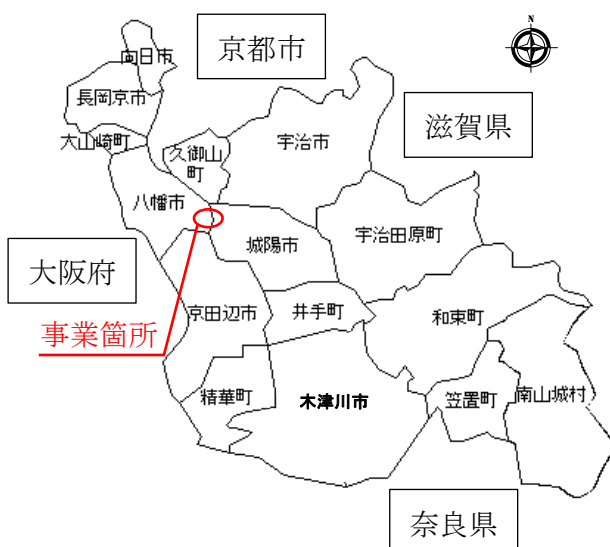 N
京都市
向日市
長岡京市
滋賀県
大山崎町
久御山
町
宇治市
八幡市
城陽市
宇治田原町
大阪府
京田辺市
井手町
和束町
事業箇所
精華町
木津川市
笠置町
南山城村
奈良県